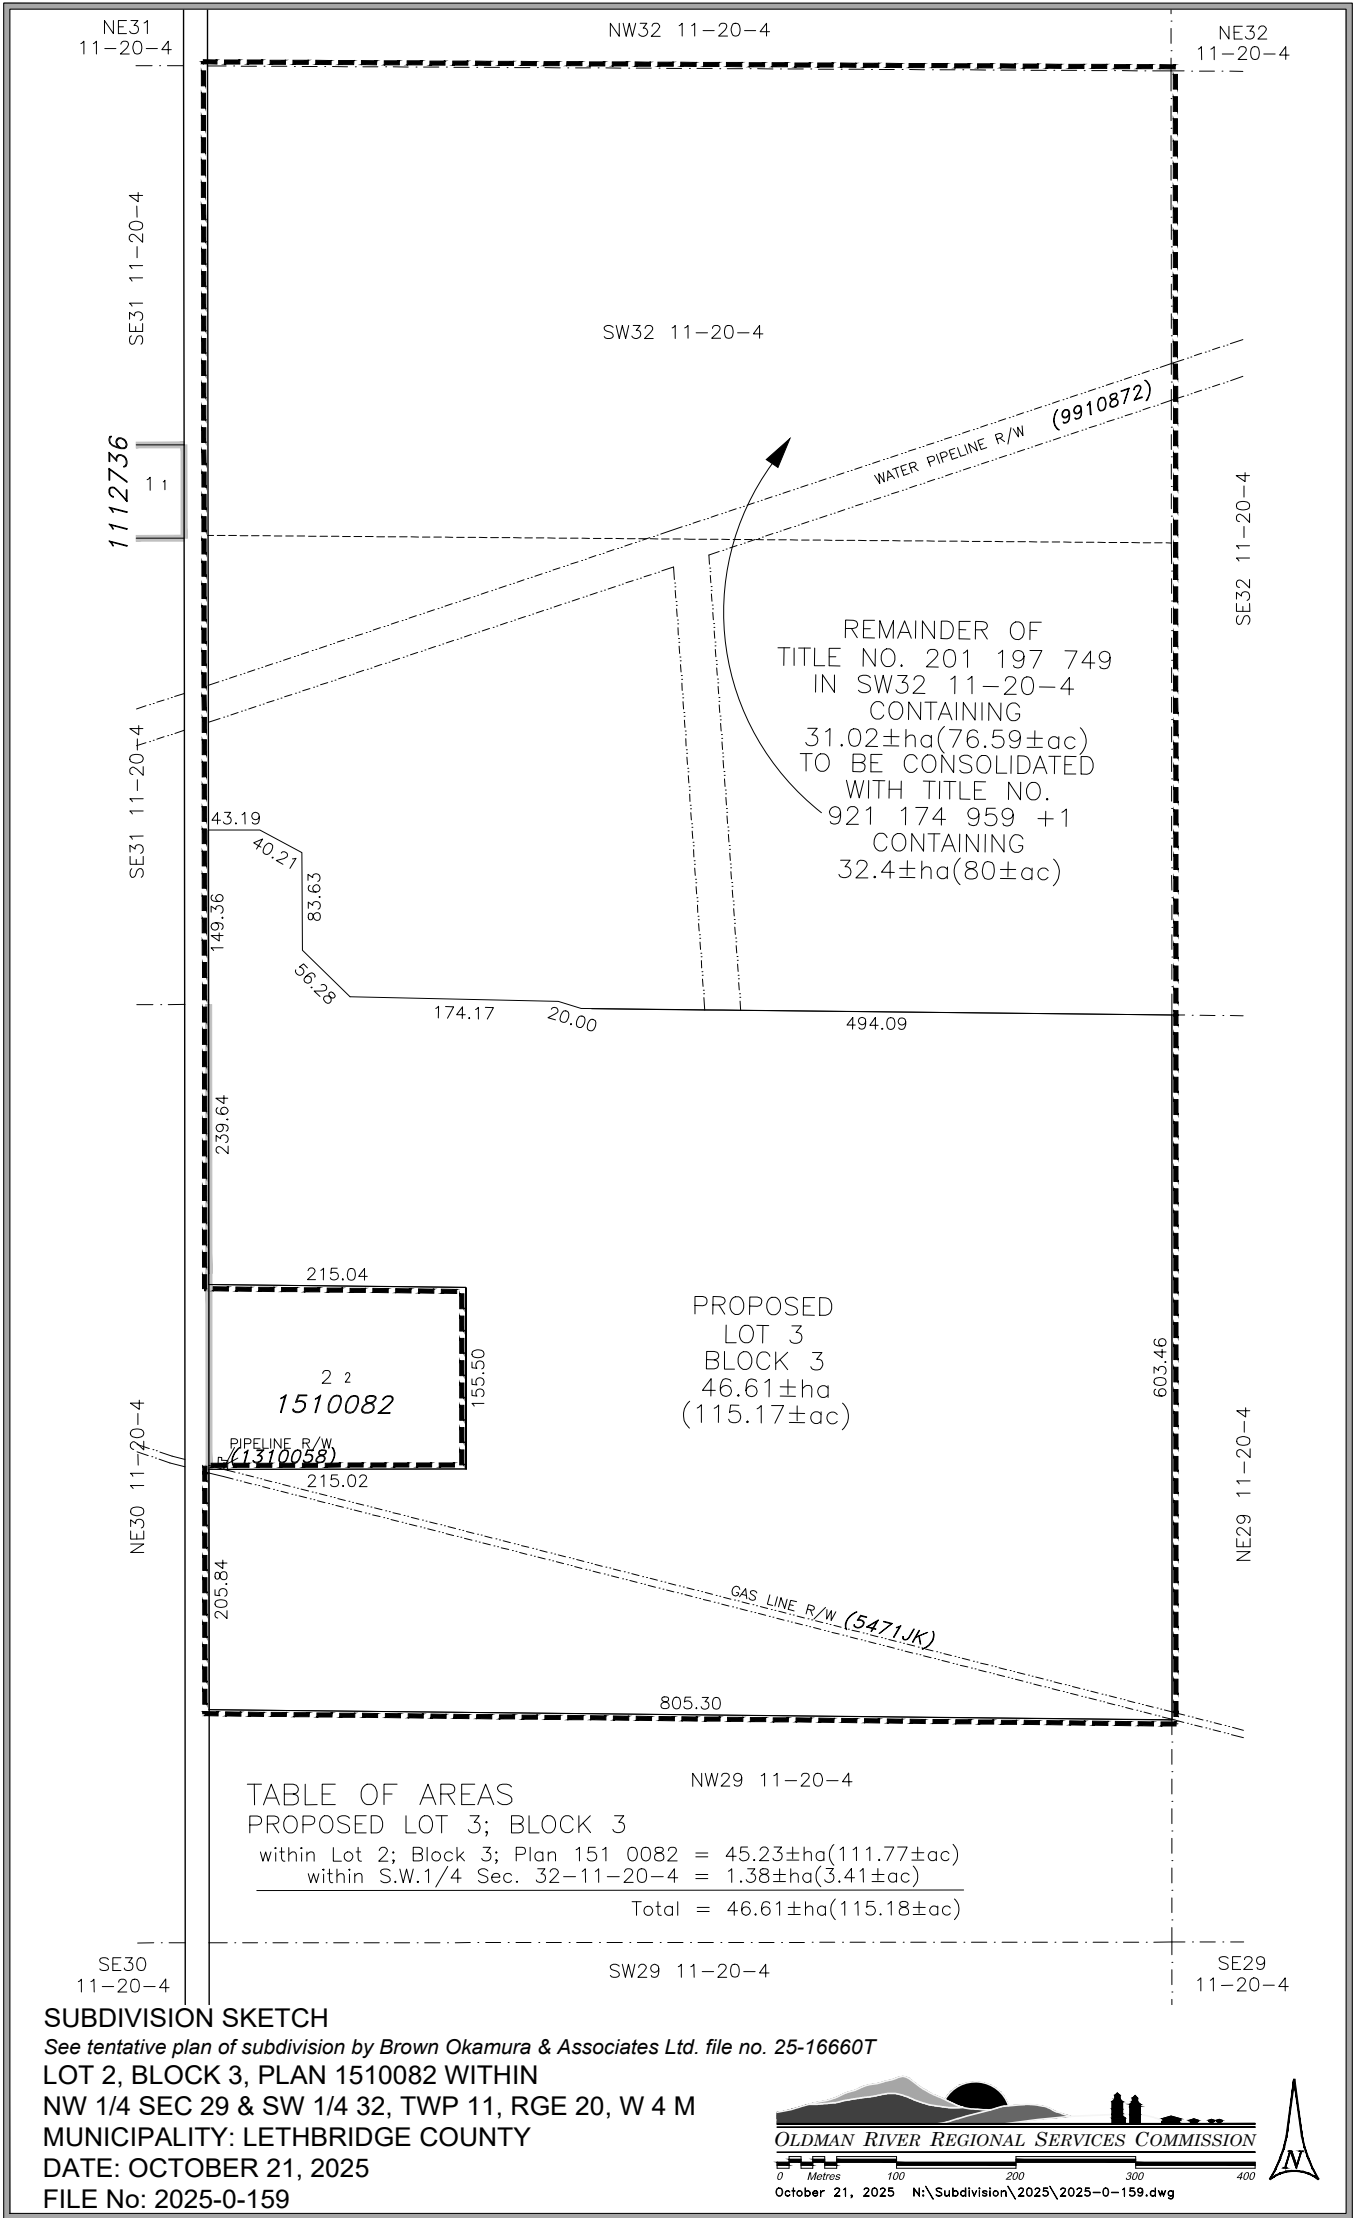 NE31
11-20-4
NW32 11-20-4
NE32
11-20-4
SE31 11-20-4
SW32 11-20-4
(9910872)
WATER PIPELINE R/W
1112736
1 1
SE32 11-20-4
REMAINDER OF
TITLE NO. 201 197 749
IN SW32 11-20-4
CONTAINING
31.02±ha(76.59±ac)
TO BE CONSOLIDATED
WITH TITLE NO.
921 174 959 +1
CONTAINING
32.4±ha(80±ac)
SE31 11-20-4
43.19
40.21
83.63
149.36
56.28
174.17
20.00
494.09
239.64
215.04
PROPOSED
LOT 3
BLOCK 3
46.61±ha
(115.17±ac)
603.46
155.50
2 2
1510082
PIPELINE R/W
(1310058)
215.02
NE30 11-20-4
NE29 11-20-4
205.84
GAS LINE R/W (5471JK)
805.30
NW29 11-20-4
TABLE OF AREAS
PROPOSED LOT 3; BLOCK 3
within Lot 2; Block 3; Plan 151 0082 = 45.23±ha(111.77±ac)
within S.W.1/4 Sec. 32-11-20-4 = 1.38±ha(3.41±ac)
Total = 46.61±ha(115.18±ac)
SE30
11-20-4
SW29 11-20-4
SE29
11-20-4
SUBDIVISION SKETCH
See tentative plan of subdivision by Brown Okamura & Associates Ltd. file no. 25-16660T
LOT 2, BLOCK 3, PLAN 1510082 WITHIN
NW 1/4 SEC 29 & SW 1/4 32, TWP 11, RGE 20, W 4 M
MUNICIPALITY: LETHBRIDGE COUNTY
DATE: OCTOBER 21, 2025
FILE No: 2025-0-159
OLDMAN RIVER REGIONAL SERVICES COMMISSION
0 Metres 100 200 300 400
October 21, 2025 N:\Subdivision\2025\2025-0-159.dwg
N